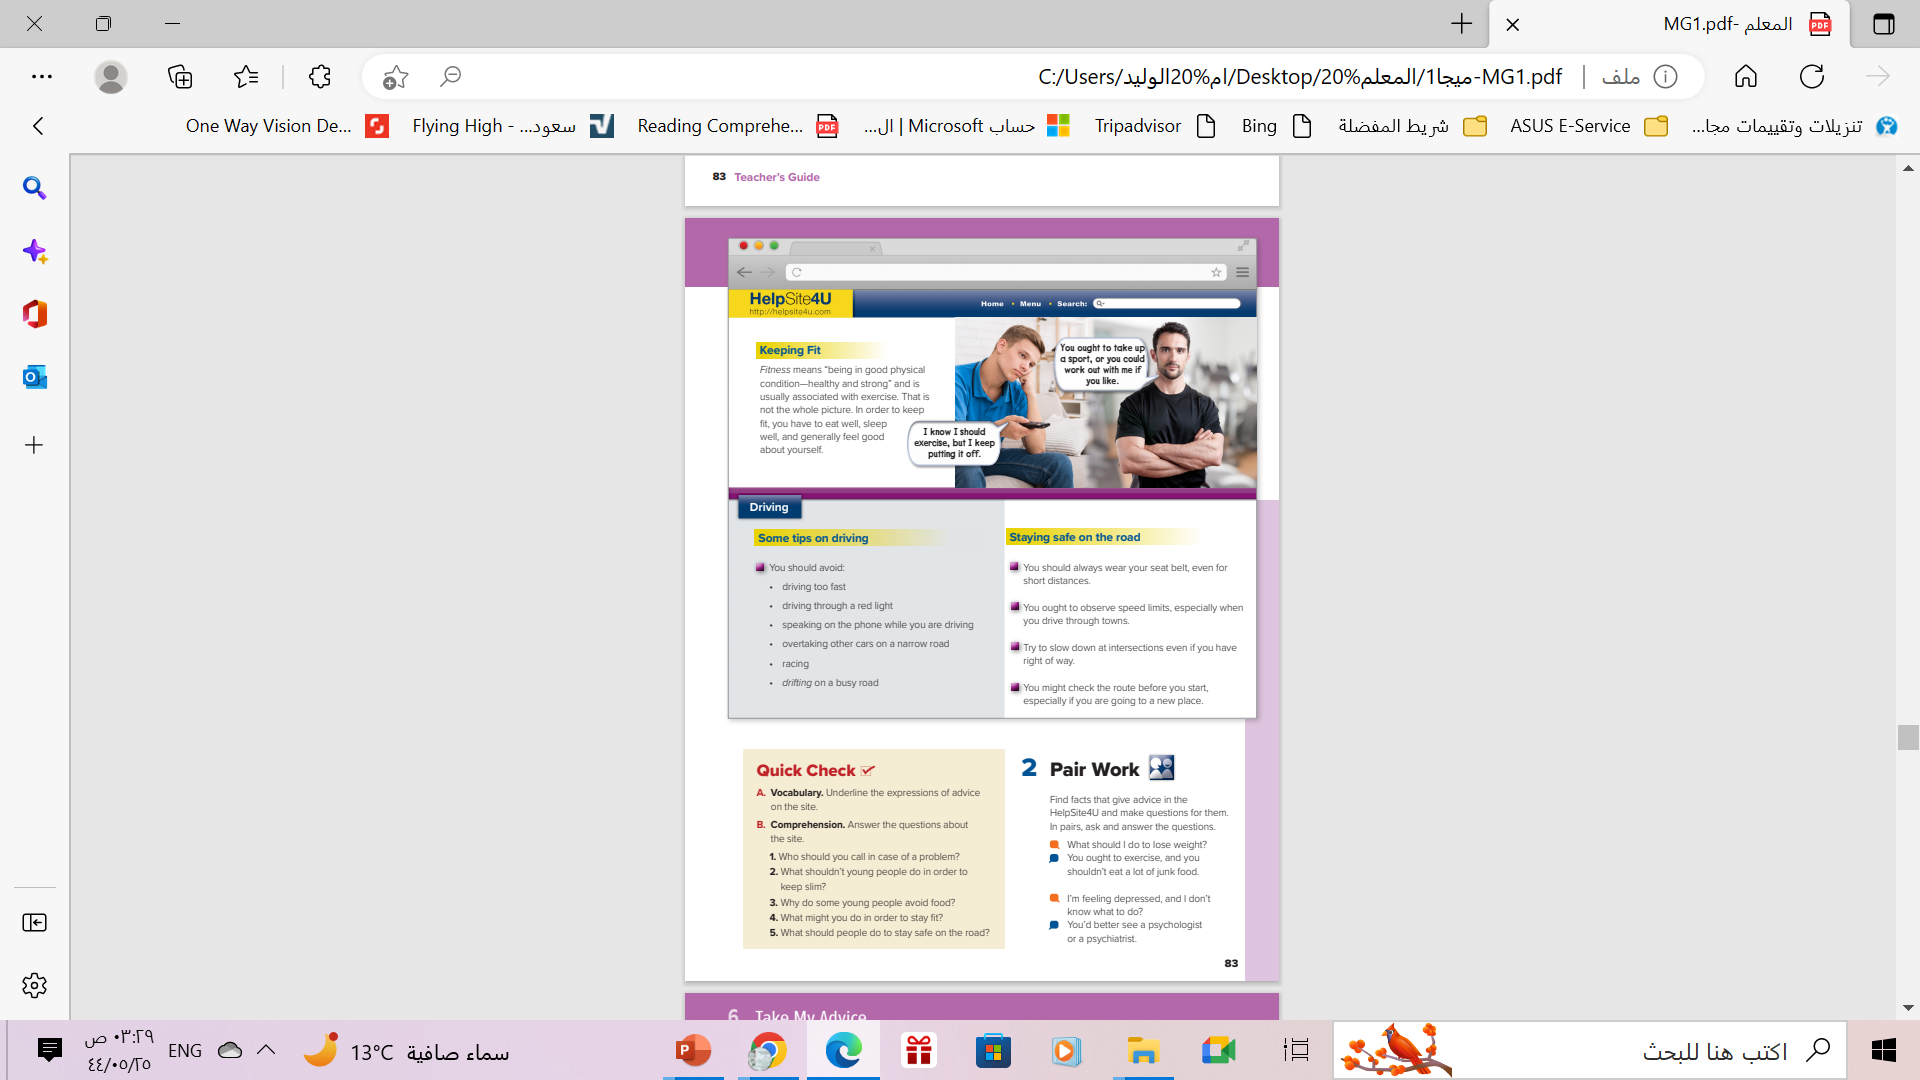 المعلم -MG1.pdf
C:/Users/ام%20الوليد/Desktop/ميجا1/المعلم%20-MG1.pdf
ملف
One Way Vision De...
Flying High - سعود...
Reading Comprehe...
حساب Microsoft | ال...
Tripadvisor
Bing
شريط المفضلة
ASUS E-Service
تنزيلات وتقييمات مجا...
83 Teacher's Guide
HelpSite4U
http://helpsite4u.com
Home • Menu • Search:
Keeping Fit
Fitness means "being in good physical
condition—healthy and strong" and is
usually associated with exercise. That is
not the whole picture. In order to keep
fit, you have to eat well, sleep
well, and generally feel good
about yourself.
You ought to take up
a sport, or you could
work out with me if
you like.
I know I should
exercise, but I keep
putting it off.
Driving
Some tips on driving
You should avoid:
• driving too fast
• driving through a red light
• speaking on the phone while you are driving
• overtaking other cars on a narrow road
• racing
• drifting on a busy road
Staying safe on the road
You should always wear your seat belt, even for
short distances.
You ought to observe speed limits, especially when
you drive through towns.
Try to slow down at intersections even if you have
right of way.
You might check the route before you start,
especially if you are going to a new place.
Quick Check
A. Vocabulary. Underline the expressions of advice
on the site.
B. Comprehension. Answer the questions about
the site.
1. Who should you call in case of a problem?
2. What shouldn't young people do in order to
keep slim?
3. Why do some young people avoid food?
4. What might you do in order to stay fit?
5. What should people do to stay safe on the road?
2 Pair Work
Find facts that give advice in the
HelpSite4U and make questions for them.
In pairs, ask and answer the questions.
What should I do to lose weight?
You ought to exercise, and you
shouldn't eat a lot of junk food.
I'm feeling depressed, and I don't
know what to do?
You'd better see a psychologist
or a psychiatrist.
83
6 Take My Advice
٠٣:٢٩ ص
٤٤/٠٥/٢٥
ENG
13°C سماء صافية
اكتب هنا للبحث